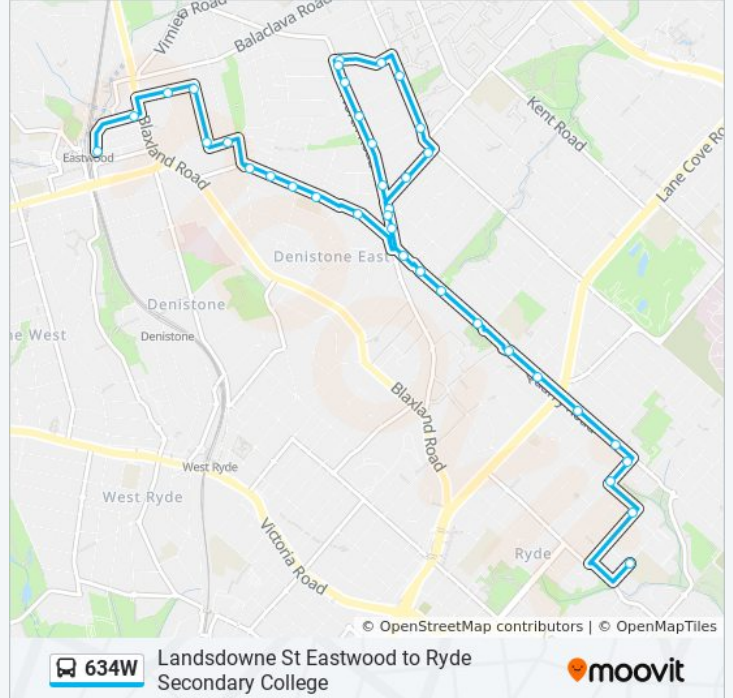 Vimiera Road
Balaclava Road
Kent Road
Lane Cove Ro
Eastwood
Blaxland Road
Denistone East
Denistone
Denistone
e West
Quarry Road
Blaxland Road
West Ryde
West Ryde
Victoria Road
Ryde
© OpenStreetMap contributors | © OpenMapTiles
634W
Landsdowne St Eastwood to Ryde
Secondary College
moovit